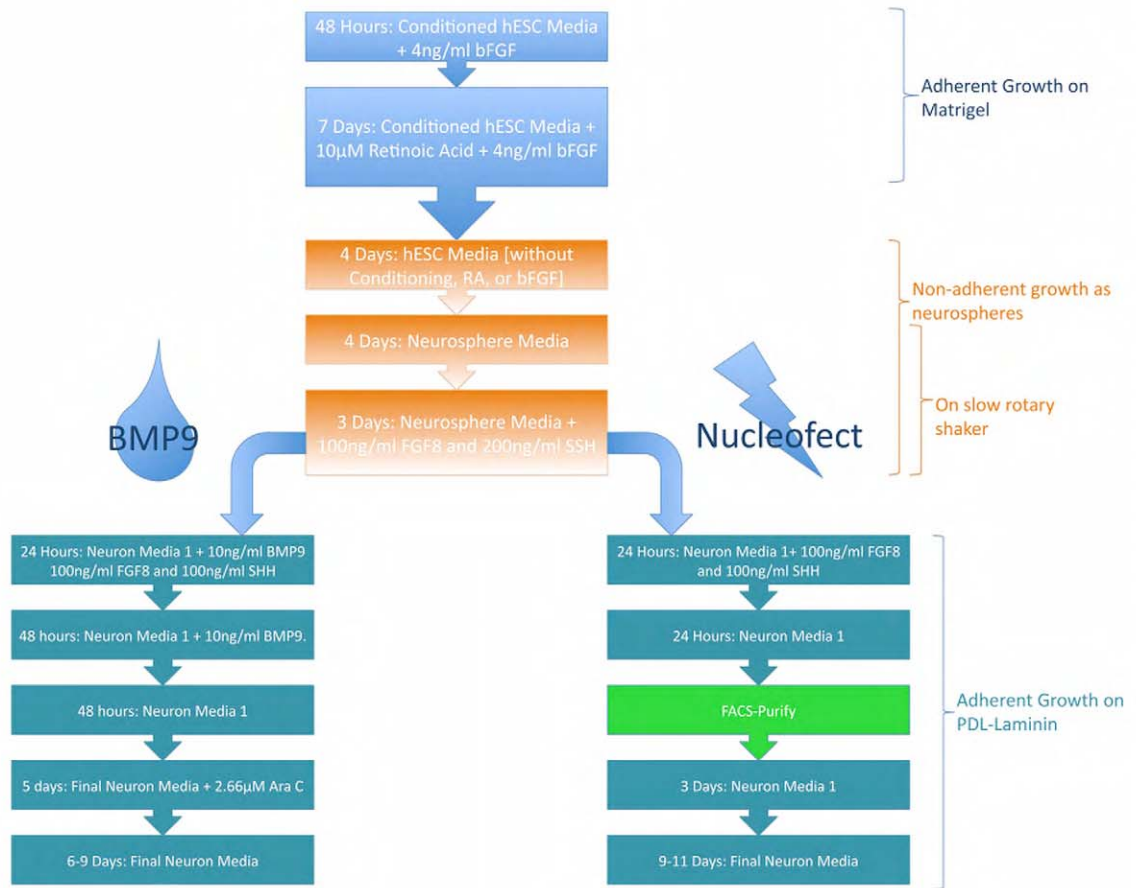 48 Hours: Conditioned hESC Media
+ 4ng/ml bFGF
Adherent Growth on
Matrigel
7 Days: Conditioned hESC Media +
10µM Retinoic Acid + 4ng/ml bFGF
4 Days: hESC Media [without
Conditioning, RA, or bFGF]
Non-adherent growth as
neurospheres
4 Days: Neurosphere Media
On slow rotary
shaker
3 Days: Neurosphere Media +
100ng/ml FGF8 and 200ng/ml SSH
BMP9
Nucleofect
24 Hours: Neuron Media 1 + 10ng/ml BMP9
100ng/ml FGF8 and 100ng/ml SHH
48 hours: Neuron Media 1 + 10ng/ml BMP9.
48 hours: Neuron Media 1
5 days: Final Neuron Media + 2.66µM Ara C
6-9 Days: Final Neuron Media
24 Hours: Neuron Media 1+ 100ng/ml FGF8
and 100ng/ml SHH
24 Hours: Neuron Media 1
FACS-Purify
3 Days: Neuron Media 1
9-11 Days: Final Neuron Media
Adherent Growth on
PDL-Laminin